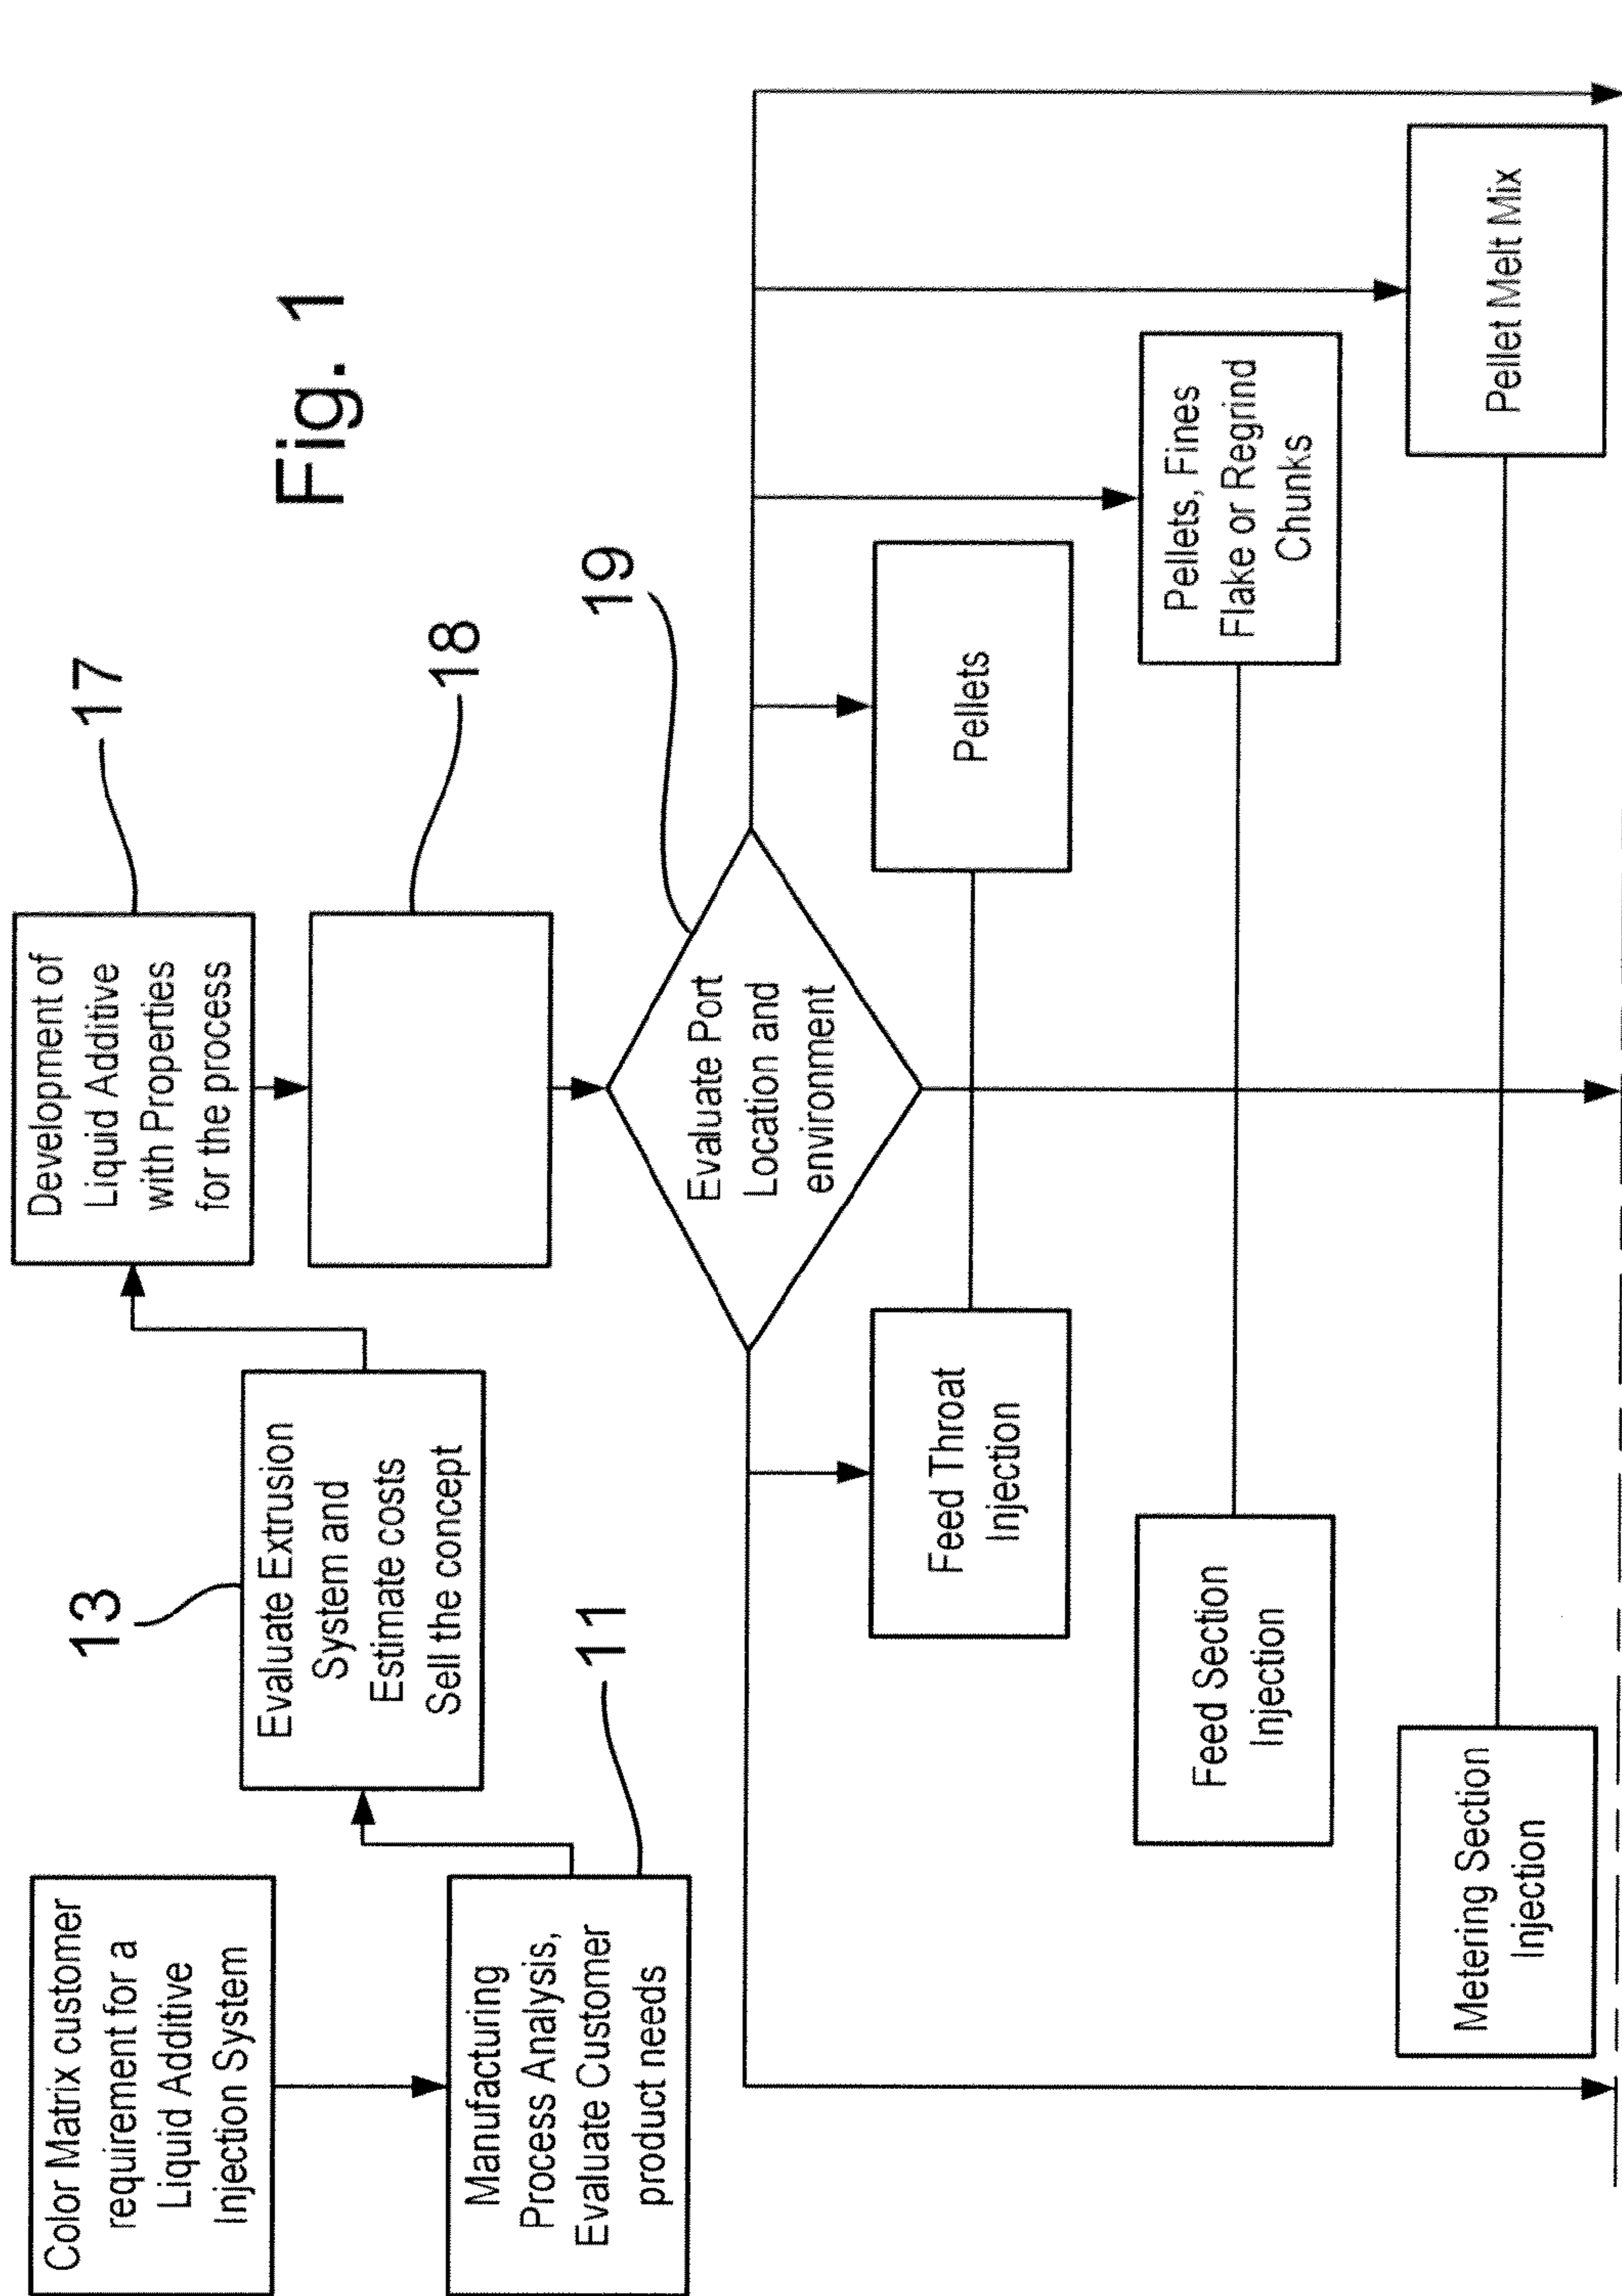 Fig. 1
Color Matrix customer
requirement for a
Liquid Additive
Injection System
Manufacturing
Process Analysis,
Evaluate Customer
product needs
11
13
Evaluate Extrusion
System and
Estimate costs
Sell the concept
17
Development of
Liquid Additive
with Properties
for the process
18
19
Evaluate Port
Location and
environment
Feed Throat
Injection
Pellets
Feed Section
Injection
Pellets, Fines
Flake or Regrind
Chunks
Metering Section
Injection
Pellet Melt Mix